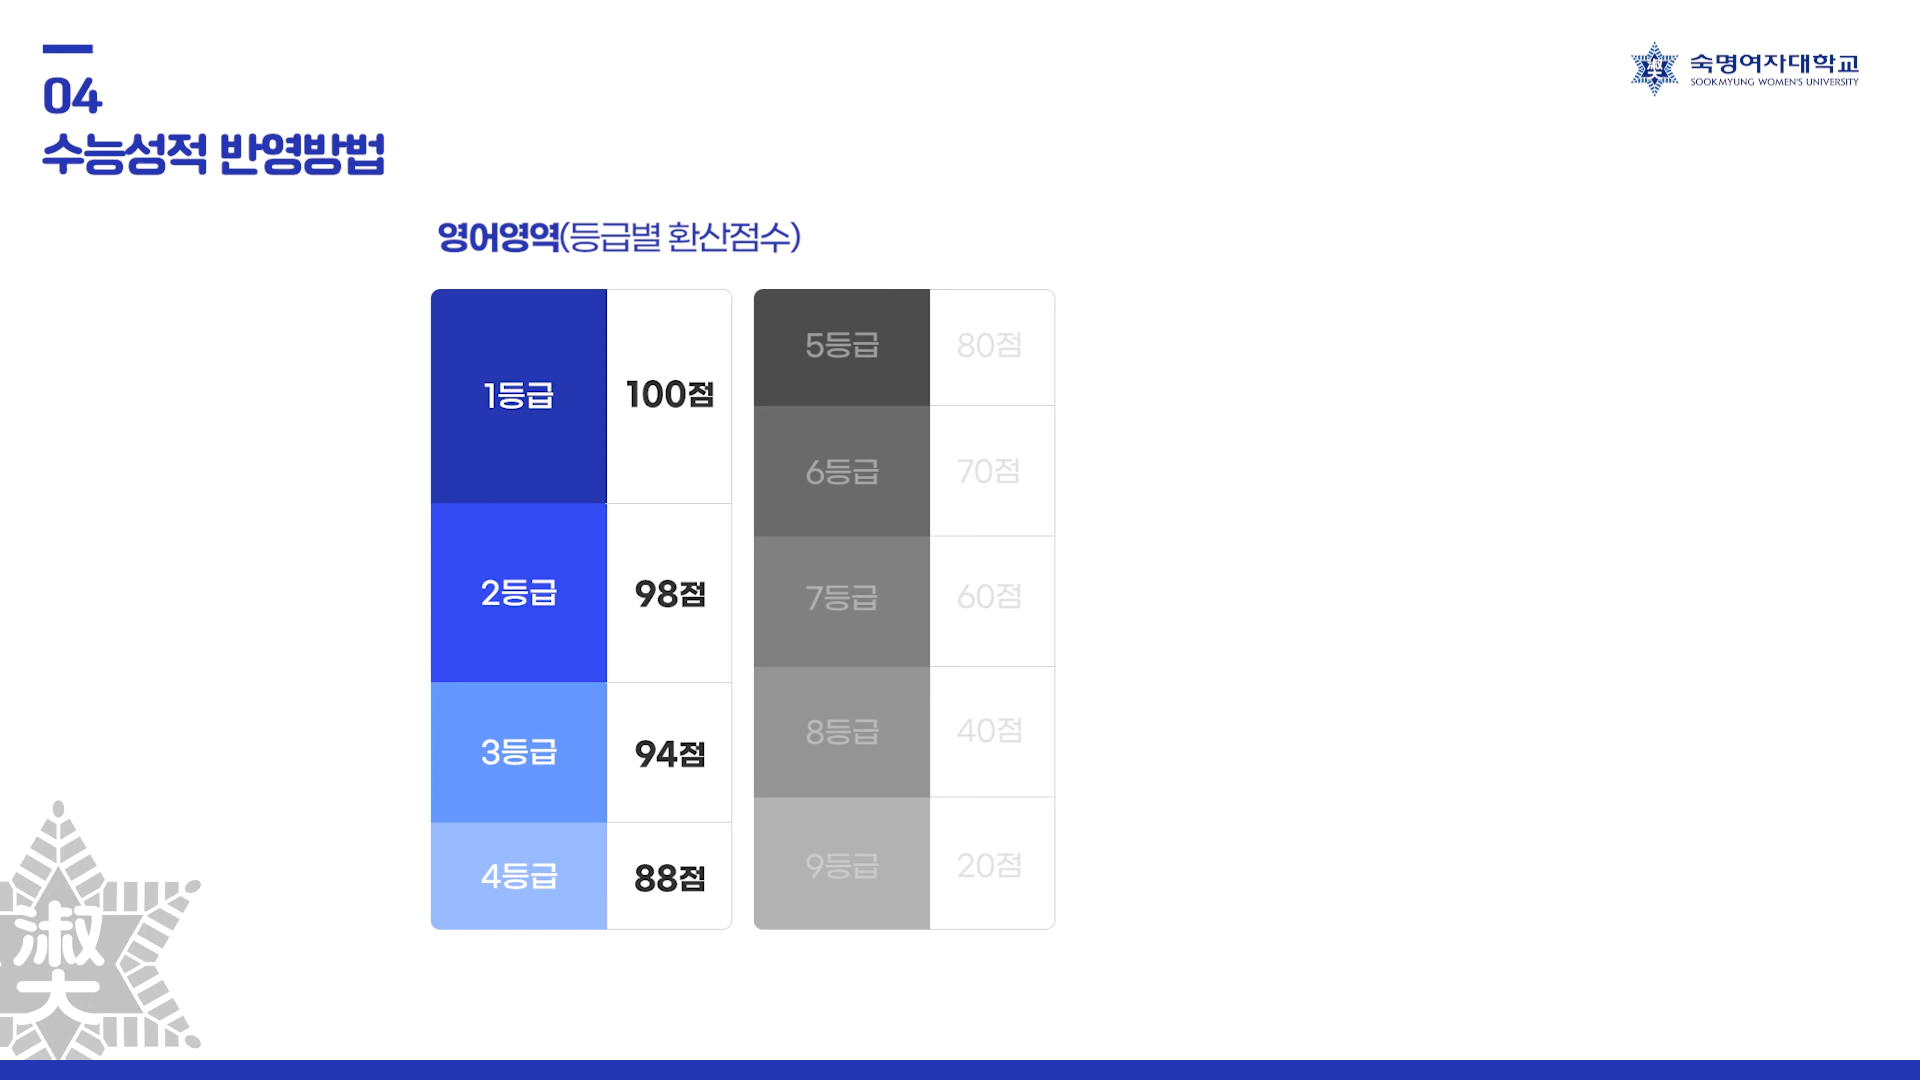 04
수능성적 반영방법
숙명여자대학교
SOOKMYUNG WOMEN'S UNIVERSITY
영어영역(등급별 환산점수)
1등급 100점
2등급 98점
3등급 94점
4등급 88점
5등급 80점
6등급 70점
7등급 60점
8등급 40점
9등급 20점
淑
大